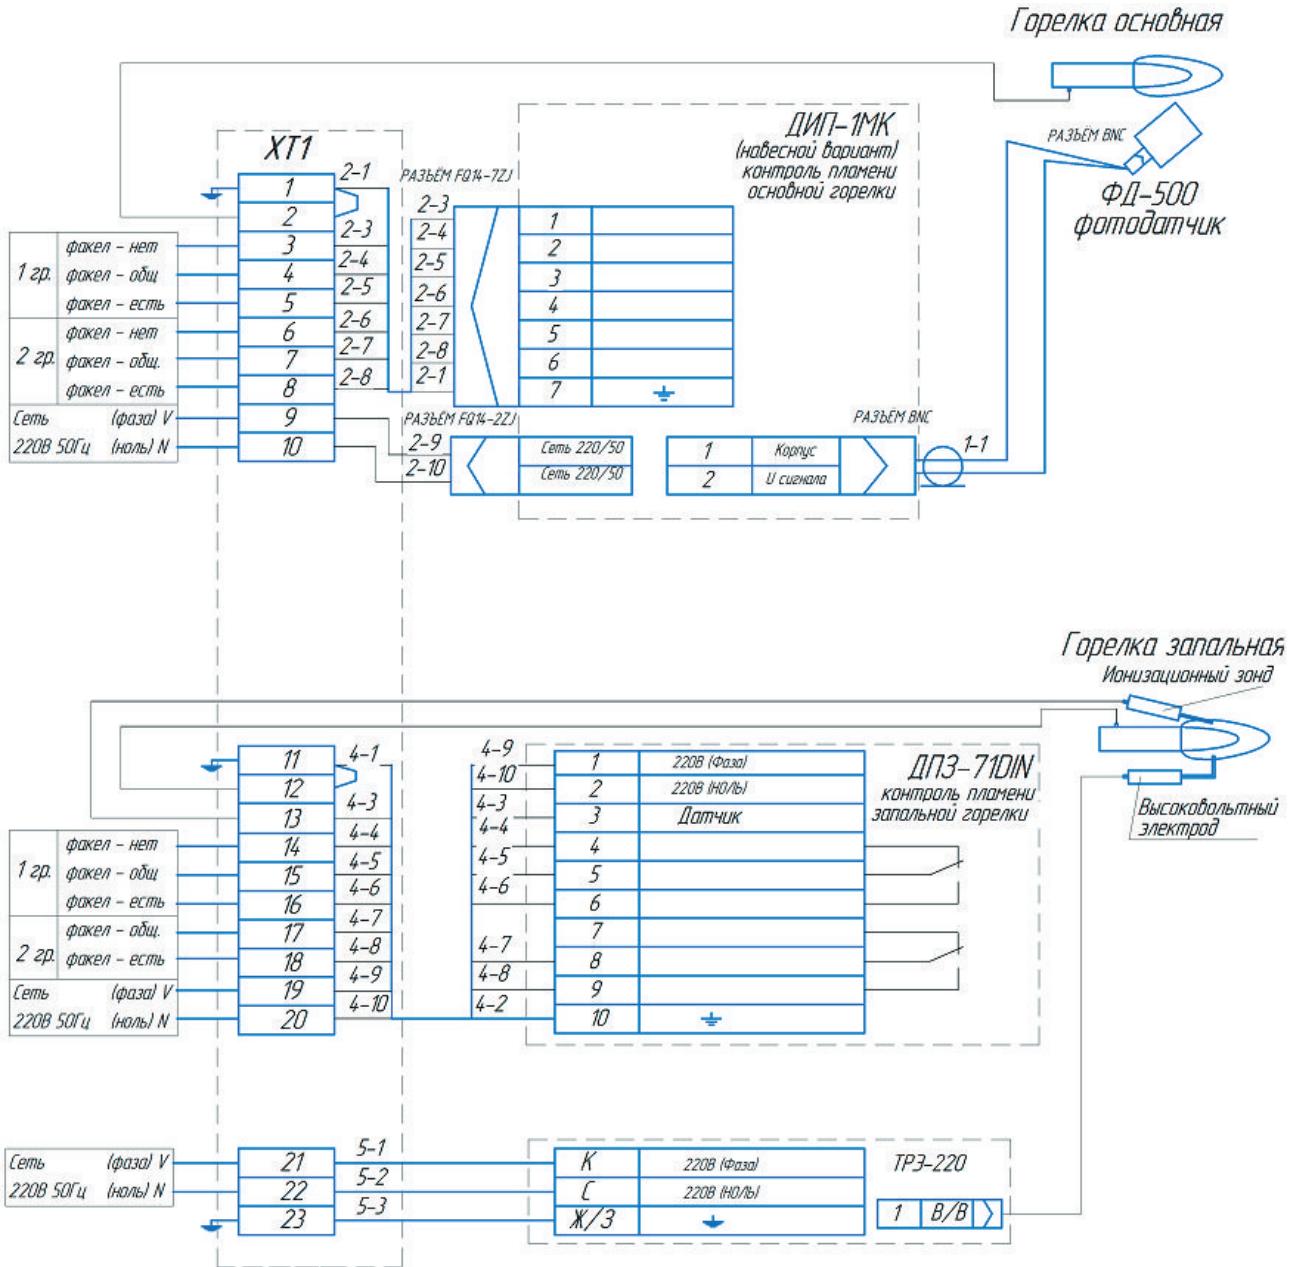 Горелка основная
ДИП-1МК
(навесной вариант)
контроль пламени
основной горелки
РАЗЪЁМ BNC
ФД-500
фотодатчик
ХТ1
РАЗЪЁМ FQ14-7ZJ
1 2-1
2
3 2-3
4 2-4
5 2-5
6 2-6
7 2-7
8 2-8
9
10
1 гр.
факел - нет
факел - общ
факел - есть
2 гр.
факел - нет
факел - общ.
факел - есть
Сеть (фаза) V
220В 50Гц (ноль) N
2-3
2-4
2-5
2-6
2-7
2-8
2-1
1
2
3
4
5
6
7
РАЗЪЁМ FQ14-2ZJ
2-9 Сеть 220/50
2-10 Сеть 220/50
РАЗЪЁМ BNC
1 Корпус
2 U сигнала
1-1
Горелка запальная
Ионизационный зонд
Высоковольтный
электрод
11 4-1
12
13 4-3
14 4-4
15 4-5
16 4-6
17 4-7
18 4-8
19 4-9
20 4-10
1 гр.
факел - нет
факел - общ
факел - есть
2 гр.
факел - общ.
факел - есть
Сеть (фаза) V
220В 50Гц (ноль) N
4-9
4-10
4-3
4-4
4-5
4-6
4-7
4-8
4-2
1 220В (Фаза)
2 220В (НОЛЬ)
3 Датчик
4
5
6
7
8
9
10
ДПЗ-71DIN
контроль пламени
запальной горелки
Сеть (фаза) V
220В 50Гц (ноль) N
21 5-1
22 5-2
23 5-3
К 220В (Фаза)
С 220В (НОЛЬ)
Ж/З
ТРЭ-220
1 В/В